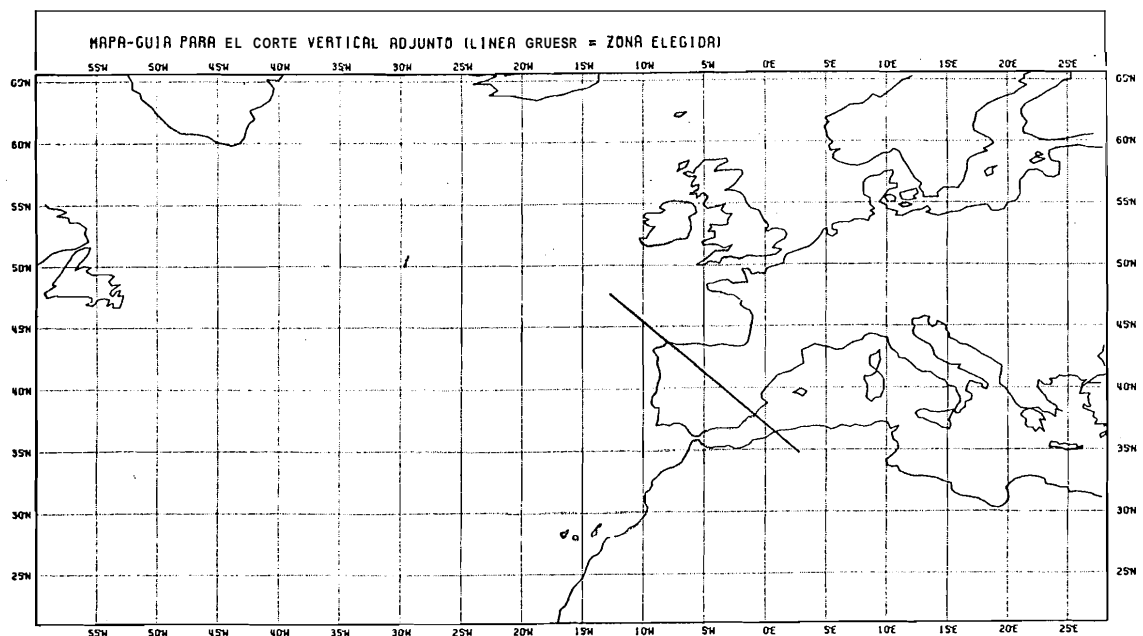 MAPA-GUIA PARA EL CORTE VERTICAL ADJUNTO (LINEA GRUESA = ZONA ELEGIDA)
55W 50W 45W 40W 35W 30W 25W 20W 15W 10W 5W 0E 5E 10E 15E 20E 25E
65N 65N
60N 60N
55N 55N
50N 50N
45N 45N
40N 40N
35N 35N
30N 30N
25N 25N
55W 50W 45W 40W 35W 30W 25W 20W 15W 10W 5W 0E 5E 10E 15E 20E 25E